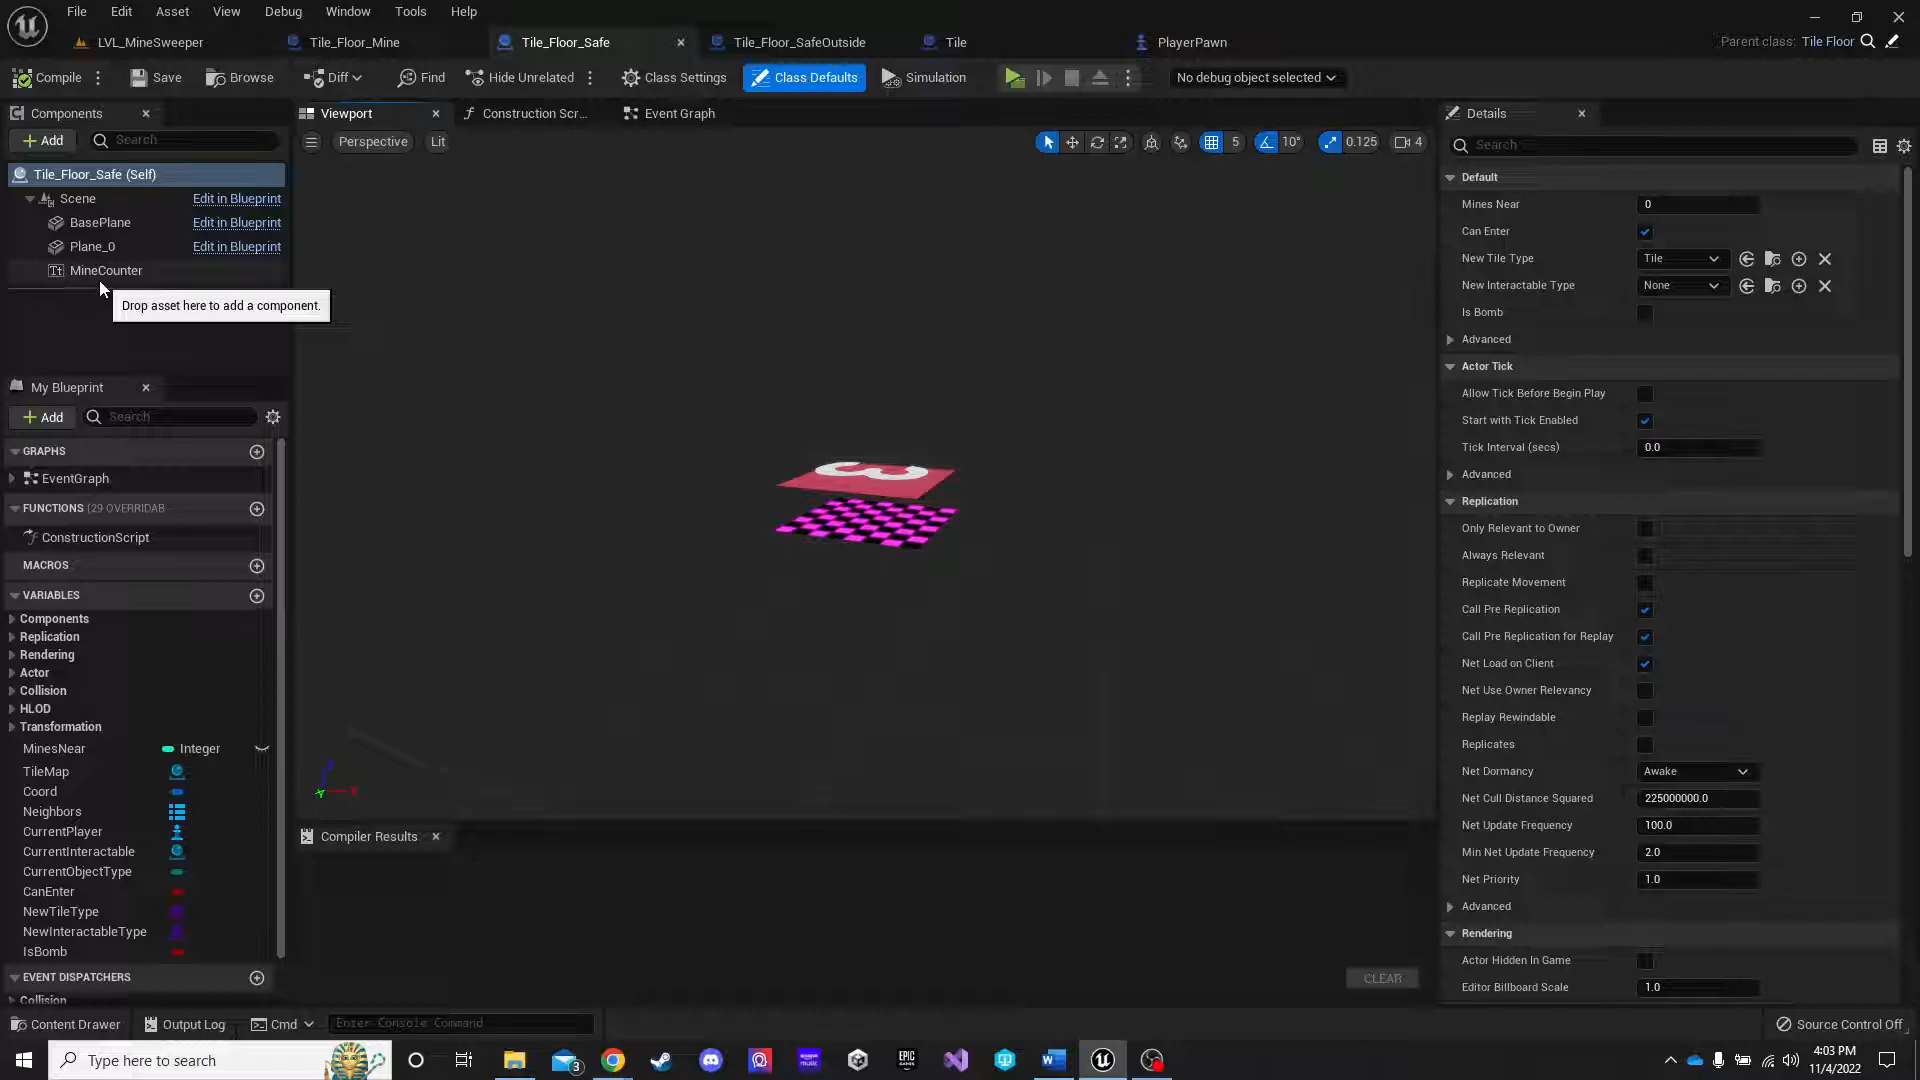 File Edit Asset View Debug Window Tools Help
LVL_MineSweeper Tile_Floor_Mine Tile_Floor_Safe Tile_Floor_SafeOutside Tile PlayerPawn Parent class: Tile Floor
Compile Save Browse Diff Find Hide Unrelated Class Settings Class Defaults Simulation No debug object selected
Components Viewport Construction Scr... Event Graph Details
Add Search Perspective Lit 5 10° 0.125 4 Search
Tile_Floor_Safe (Self)
Scene Edit in Blueprint
BasePlane Edit in Blueprint
Plane_0 Edit in Blueprint
MineCounter
Drop asset here to add a component.
3
My Blueprint
Add Search
GRAPHS
EventGraph
FUNCTIONS (29 OVERRIDAB
ConstructionScript
MACROS
VARIABLES
Components
Replication
Rendering
Actor
Collision
HLOD
Transformation
MinesNear Integer
TileMap
Coord
Neighbors
CurrentPlayer
CurrentInteractable
CurrentObjectType
CanEnter
NewTileType
NewInteractableType
IsBomb
EVENT DISPATCHERS
Collision
Compiler Results
CLEAR
Default
Mines Near 0
Can Enter
New Tile Type Tile
New Interactable Type None
Is Bomb
Advanced
Actor Tick
Allow Tick Before Begin Play
Start with Tick Enabled
Tick Interval (secs) 0.0
Advanced
Replication
Only Relevant to Owner
Always Relevant
Replicate Movement
Call Pre Replication
Call Pre Replication for Replay
Net Load on Client
Net Use Owner Relevancy
Replay Rewindable
Replicates
Net Dormancy Awake
Net Cull Distance Squared 225000000.0
Net Update Frequency 100.0
Min Net Update Frequency 2.0
Net Priority 1.0
Advanced
Rendering
Actor Hidden In Game
Editor Billboard Scale 1.0
Content Drawer Output Log Cmd Enter Console Command Source Control Off
Type here to search 3 EPIC 4:03 PM
11/4/2022